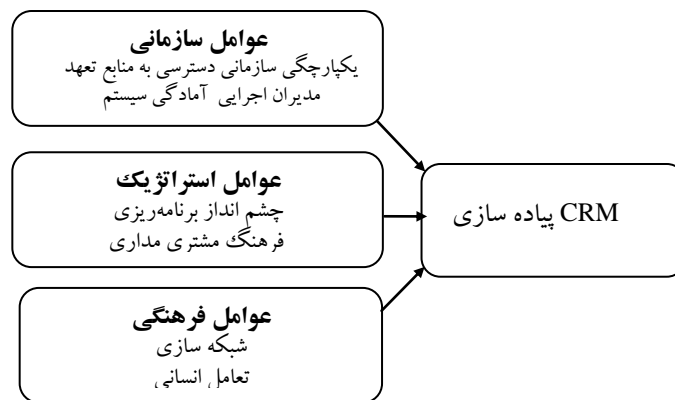 عوامل سازمانی
یکپارچگی سازمانی دسترسی به منابع تعهد
مدیران اجرایی آمادگی سیستم
عوامل استراتژیک
چشم انداز برنامه‌ریزی
فرهنگ مشتری مداری
پیاده سازی CRM
عوامل فرهنگی
شبکه سازی
تعامل انسانی